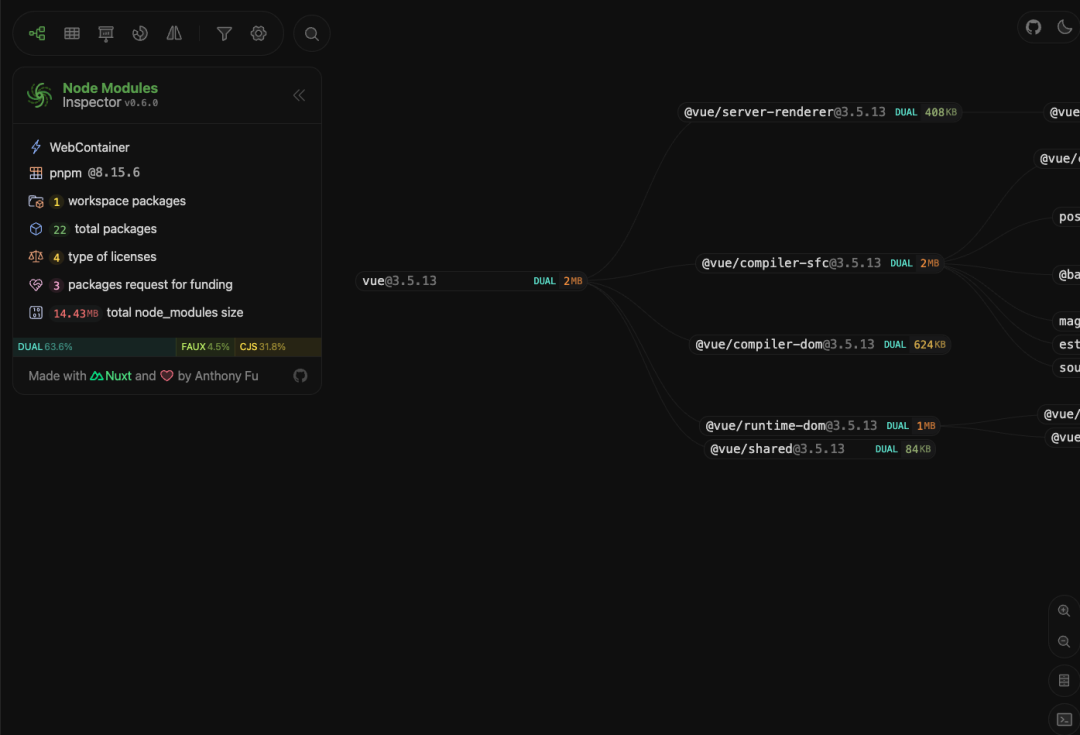 Node Modules
Inspector v0.6.0
WebContainer
pnpm @8.15.6
1 workspace packages
22 total packages
4 type of licenses
3 packages request for funding
14.43MB total node_modules size
DUAL 63.6% FAUX 4.5% CJS 31.8%
Made with Nuxt and by Anthony Fu
vue@3.5.13 DUAL 2MB
@vue/server-renderer@3.5.13 DUAL 408KB
@vue/compiler-sfc@3.5.13 DUAL 2MB
@vue/compiler-dom@3.5.13 DUAL 624KB
@vue/runtime-dom@3.5.13 DUAL 1MB
@vue/shared@3.5.13 DUAL 84KB
@vue
@vue/
pos
@ba
mag
est
sou
@vue/
@vue